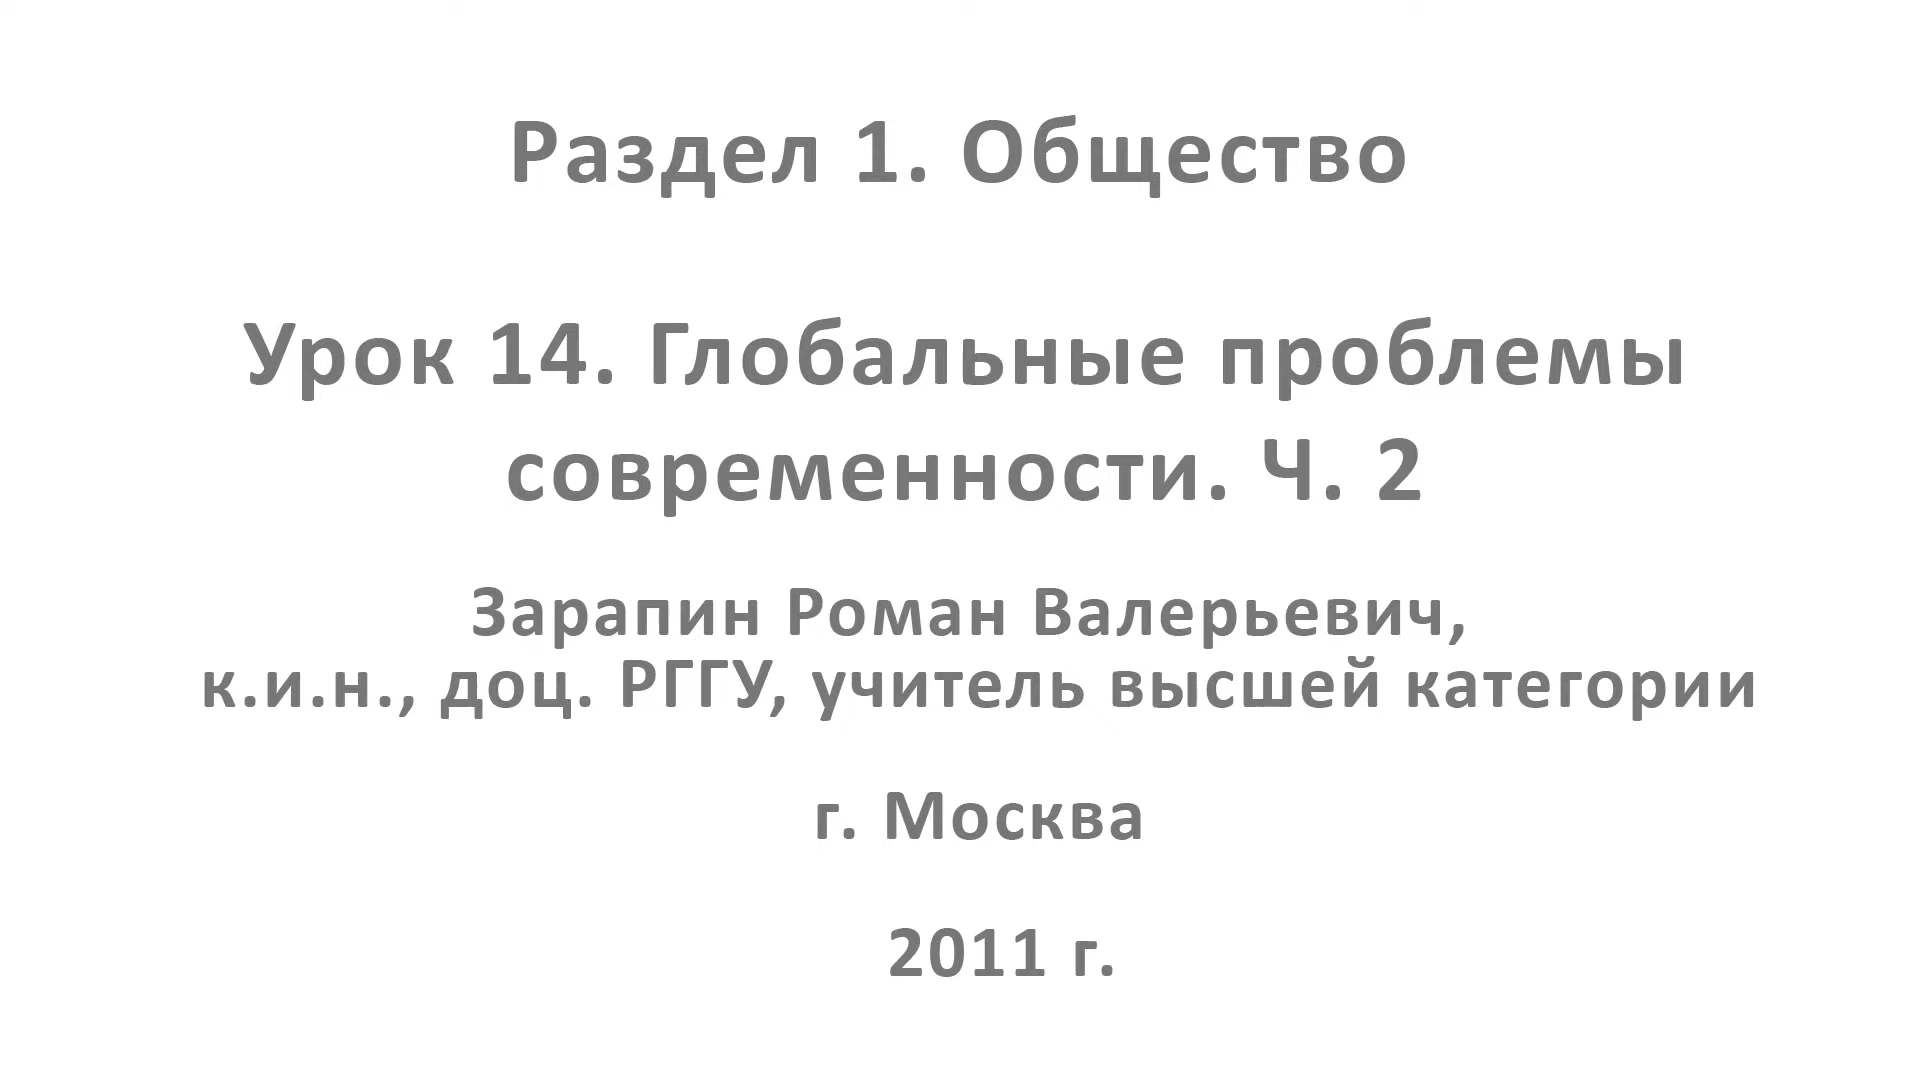 Раздел 1. Общество
Урок 14. Глобальные проблемы
современности. Ч. 2
Зарапин Роман Валерьевич,
к.и.н., доц. РГГУ, учитель высшей категории
г. Москва
2011 г.